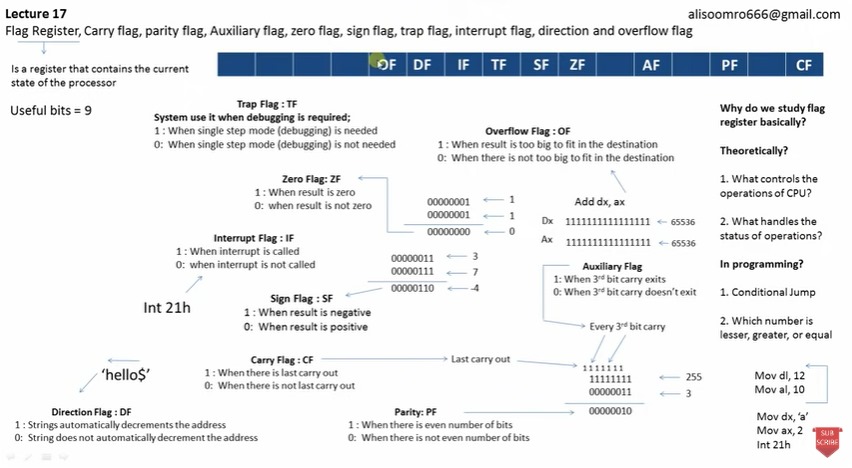 Lecture 17
alisoomro666@gmail.com
Flag Register, Carry flag, parity flag, Auxiliary flag, zero flag, sign flag, trap flag, interrupt flag, direction and overflow flag
OF DF IF TF SF ZF AF PF CF
Is a register that contains the current
state of the processor
Useful bits = 9
Trap Flag : TF
System use it when debugging is required;
1 : When single step mode (debugging) is needed
0: When single step mode (debugging) is not needed
Overflow Flag : OF
1 : When result is too big to fit in the destination
0: When there is not too big to fit in the destination
Zero Flag: ZF
1 : When result is zero
0: when result is not zero
00000001 1
00000001 1
00000000 0
Add dx, ax
Dx 1111111111111111 65536
Ax 1111111111111111 65536
Interrupt Flag : IF
1 : When interrupt is called
0: when interrupt is not called
Int 21h
00000011 3
00000111 7
00000110 -4
Sign Flag : SF
1 : When result is negative
0: When result is positive
Auxiliary Flag
1: When 3rd bit carry exits
0: When 3rd bit carry doesn't exit
Every 3rd bit carry
Carry Flag : CF
1 : When there is last carry out
0: When there is not last carry out
Last carry out
1111111
11111111 255
00000011 3
00000010
'hello$'
Direction Flag : DF
1 : Strings automatically decrements the address
0: String does not automatically decrement the address
Parity: PF
1 : When there is even number of bits
0: When there is not even number of bits
Why do we study flag
register basically?
Theoretically?
1. What controls the
operations of CPU?
2. What handles the
status of operations?
In programming?
1. Conditional Jump
2. Which number is
lesser, greater, or equal
Mov dl, 12
Mov al, 10
Mov dx, 'a'
Mov ax, 2
Int 21h
SUB
SCRIBE